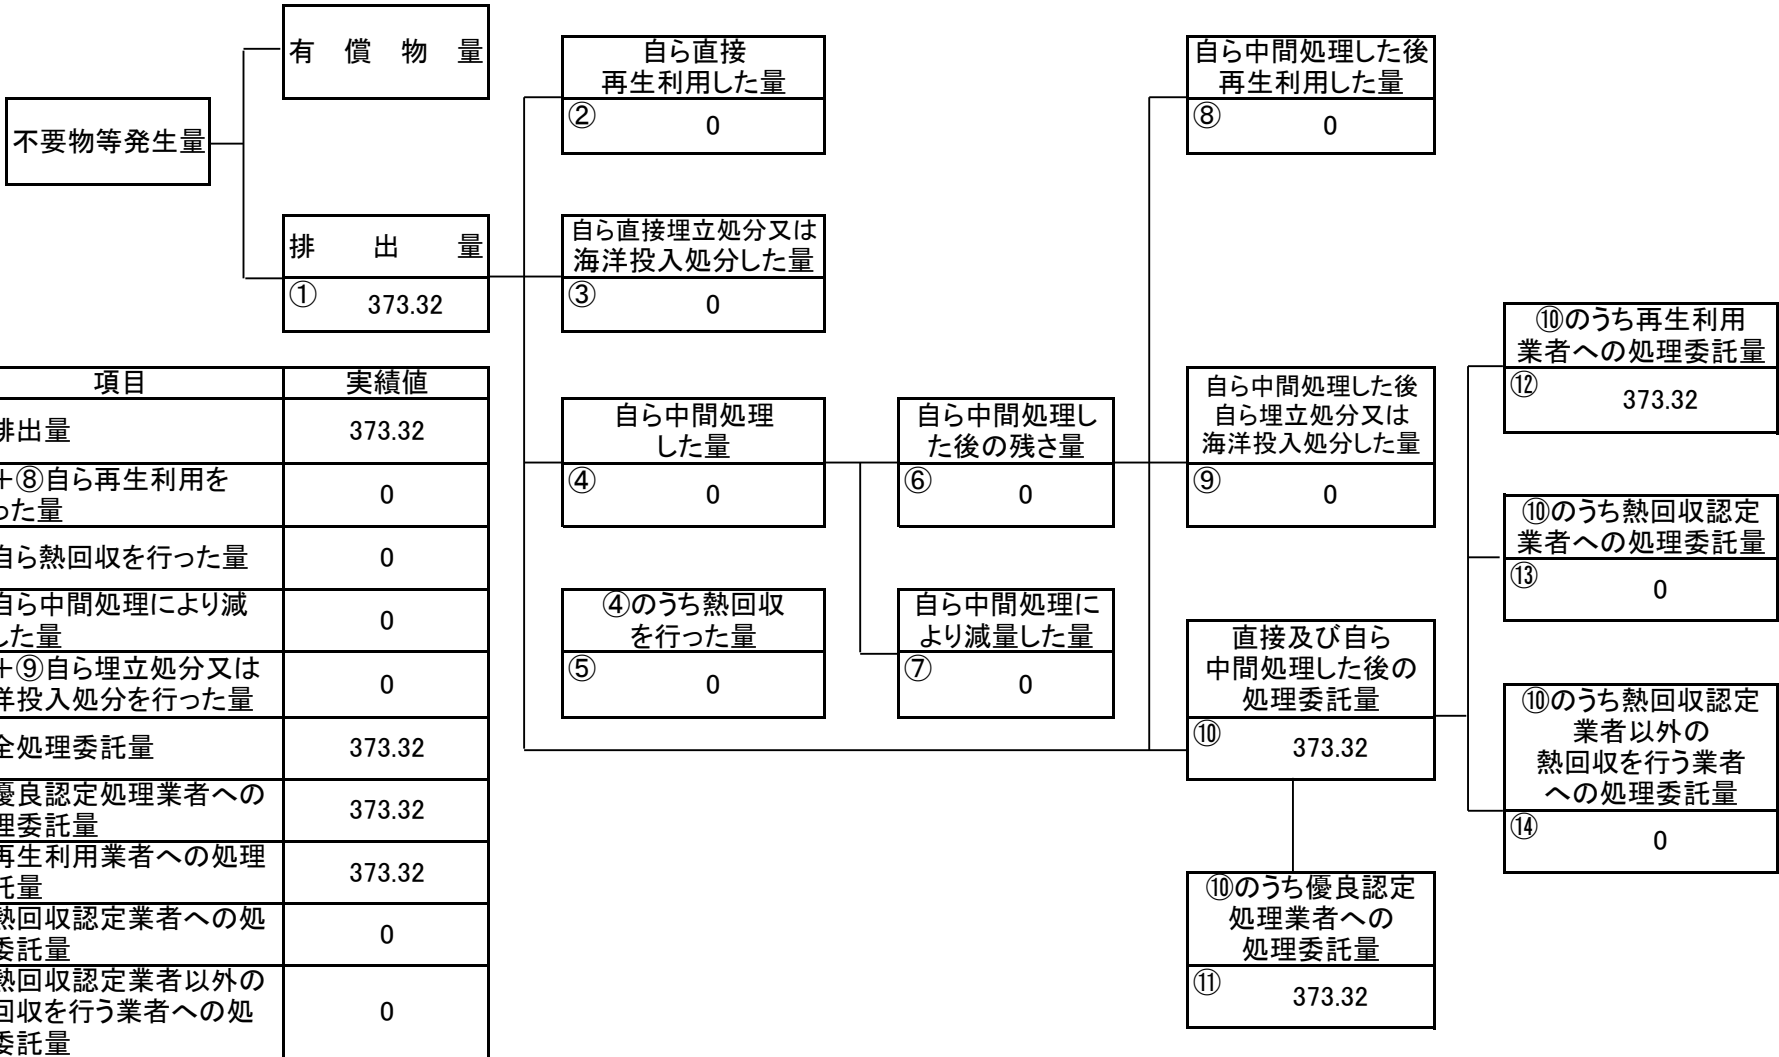 有償物量
不要物等発生量
排出量
① 373.32
自ら直接
再生利用した量
② 0
自ら直接埋立処分又は
海洋投入処分した量
③ 0
自ら中間処理
した量
④ 0
④のうち熱回収
を行った量
⑤ 0
自ら中間処理し
た後の残さ量
⑥ 0
自ら中間処理に
より減量した量
⑦ 0
自ら中間処理した後
再生利用した量
⑧ 0
自ら中間処理した後
自ら埋立処分又は
海洋投入処分した量
⑨ 0
直接及び自ら
中間処理した後の
処理委託量
⑩ 373.32
⑩のうち優良認定
処理業者への
処理委託量
⑪ 373.32
⑩のうち再生利用
業者への処理委託量
⑫ 373.32
⑩のうち熱回収認定
業者への処理委託量
⑬ 0
⑩のうち熱回収認定
業者以外の
熱回収を行う業者
への処理委託量
⑭ 0
項目 実績値
排出量 373.32
+⑧自ら再生利用を
った量 0
自ら熱回収を行った量 0
自ら中間処理により減
した量 0
+⑨自ら埋立処分又は
洋投入処分を行った量 0
全処理委託量 373.32
優良認定処理業者への
理委託量 373.32
再生利用業者への処理
託量 373.32
熱回収認定業者への処
委託量 0
熱回収認定業者以外の
回収を行う業者への処
委託量 0